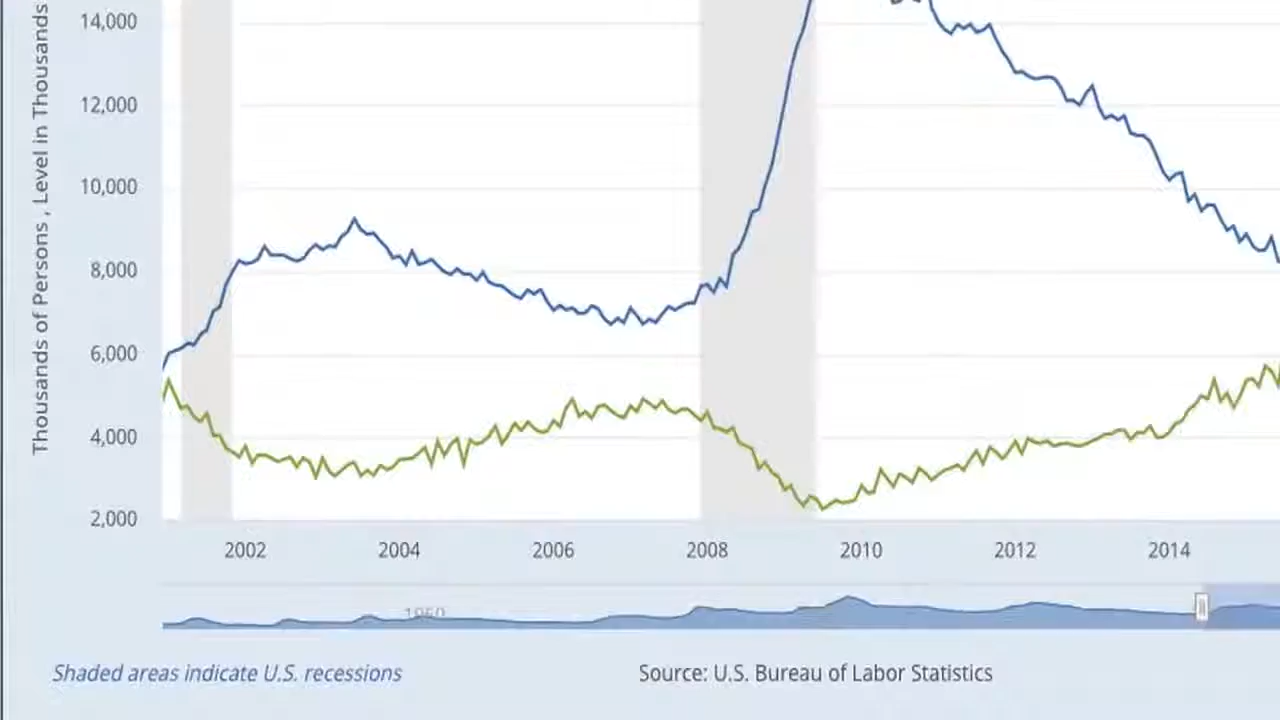 Thousands of Persons , Level in Thousands
14,000
12,000
10,000
8,000
6,000
4,000
2,000
2002 2004 2006 2008 2010 2012 2014
1960
Shaded areas indicate U.S. recessions
Source: U.S. Bureau of Labor Statistics